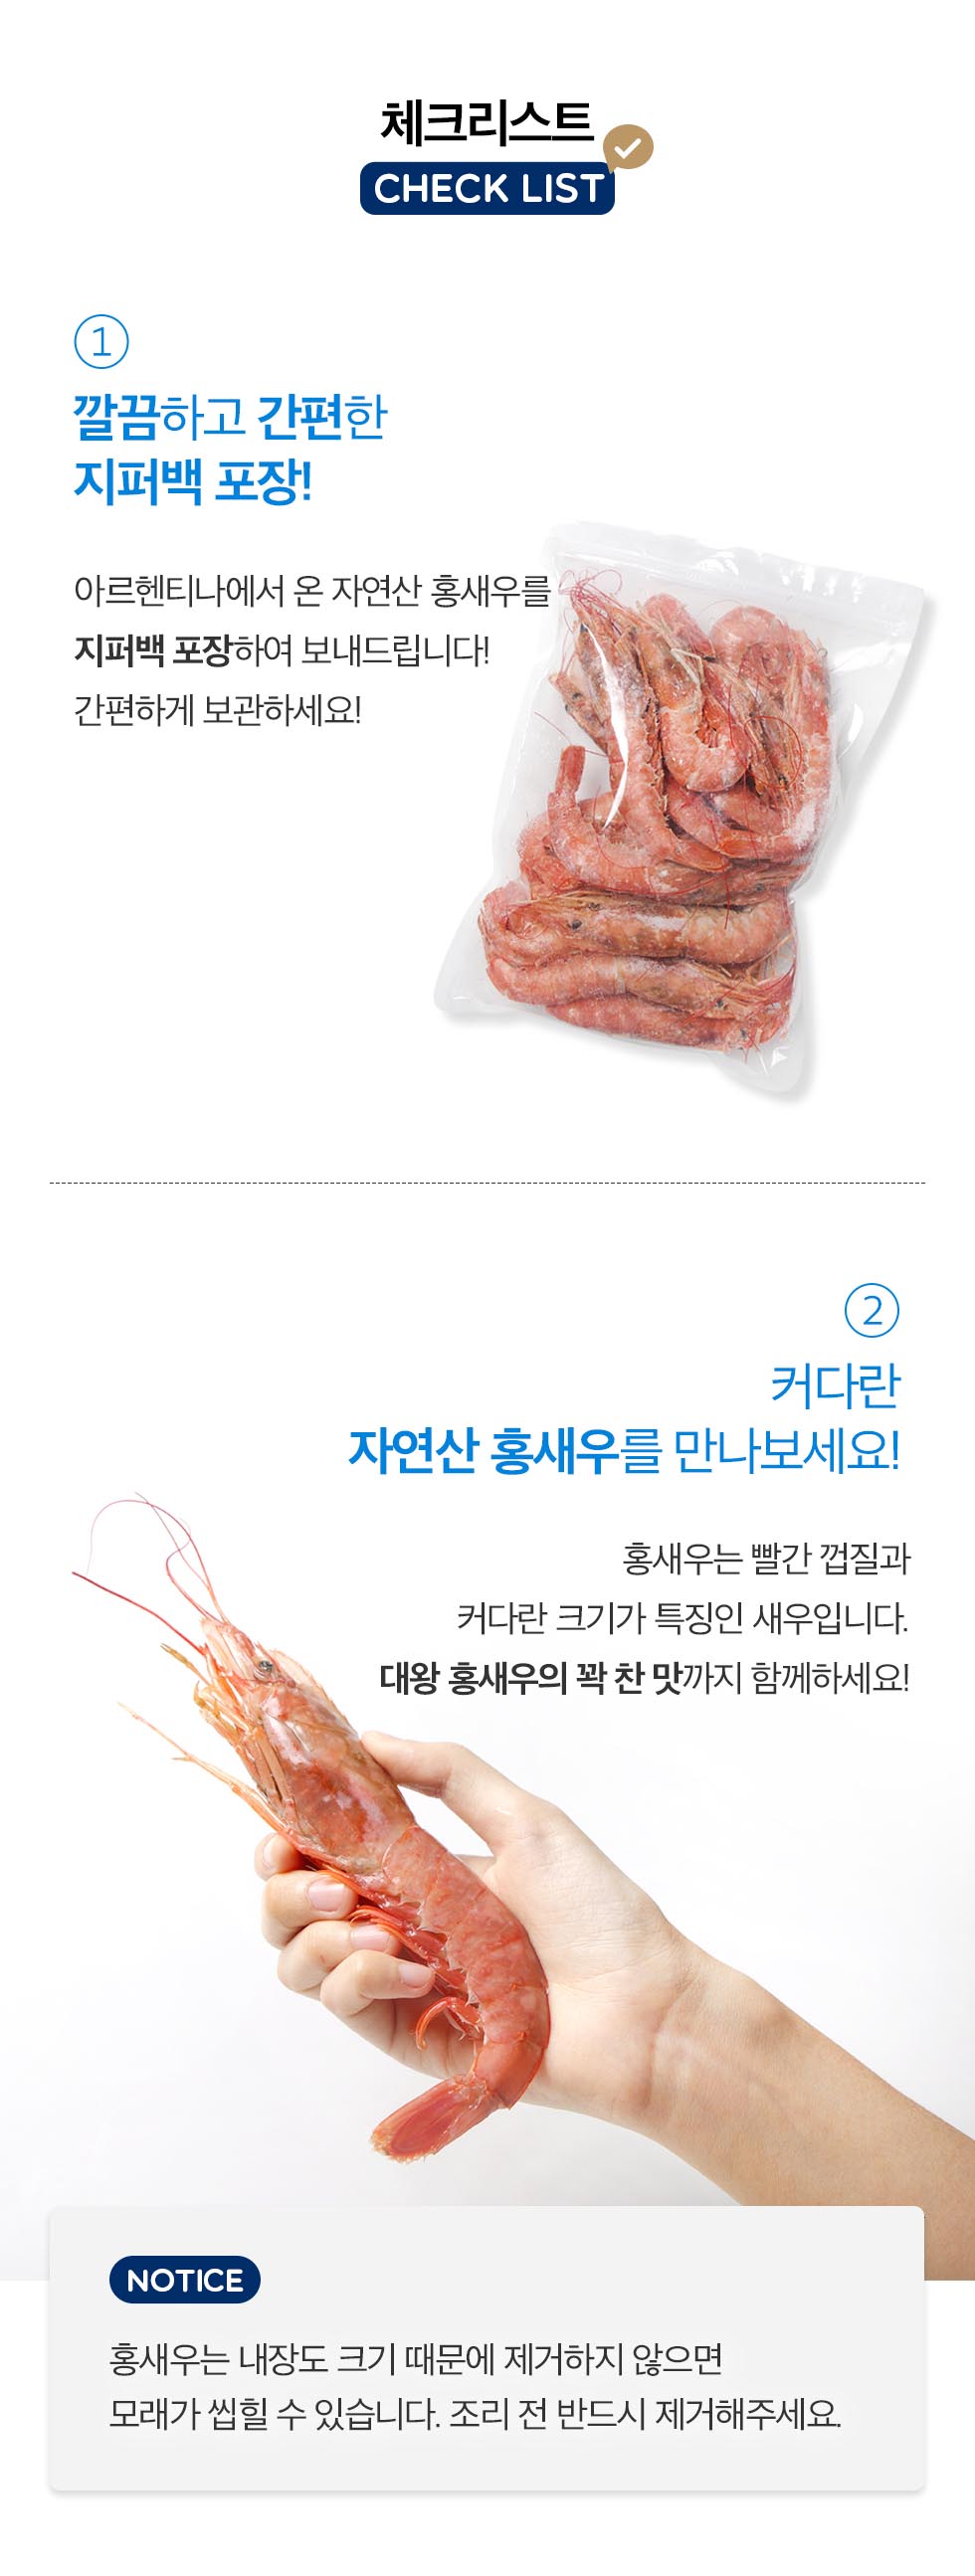 체크리스트
CHECK LIST
①
깔끔하고 간편한
지퍼백 포장!
아르헨티나에서 온 자연산 홍새우를
지퍼백 포장하여 보내드립니다!
간편하게 보관하세요!
②
커다란
자연산 홍새우를 만나보세요!
홍새우는 빨간 껍질과
커다란 크기가 특징인 새우입니다.
대왕 홍새우의 꽉 찬 맛까지 함께하세요!
NOTICE
홍새우는 내장도 크기 때문에 제거하지 않으면
모래가 씹힐 수 있습니다. 조리 전 반드시 제거해주세요.